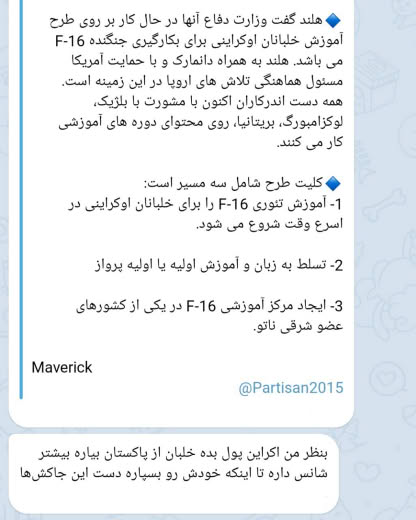 🔷هلند گفت وزارت دفاع آنها در حال کار بر روی طرح
آموزش خلبانان اوکراینی برای بکارگیری جنگنده F-16
می باشد. هلند به همراه دانمارک و با حمایت آمریکا
مسئول هماهنگی تلاش های اروپا در این زمینه است.
همه دست اندرکاران اکنون با مشورت با بلژیک،
لوکزامبورگ، بریتانیا، روی محتوای دوره های آموزشی
کار می کنند.
🔷کلیت طرح شامل سه مسیر است:
1- آموزش تئوری F-16 را برای خلبانان اوکراینی در
اسرع وقت شروع می شود.
2- تسلط به زبان و آموزش اولیه یا اولیه پرواز
3- ایجاد مرکز آموزشی F-16 در یکی از کشورهای
عضو شرقی ناتو.
Maverick
@Partisan2015
بنظر من اکراین پول بده خلبان از پاکستان بیاره بیشتر
شانس داره تا اینکه خودش رو بسپاره دست این جاکش‌ها